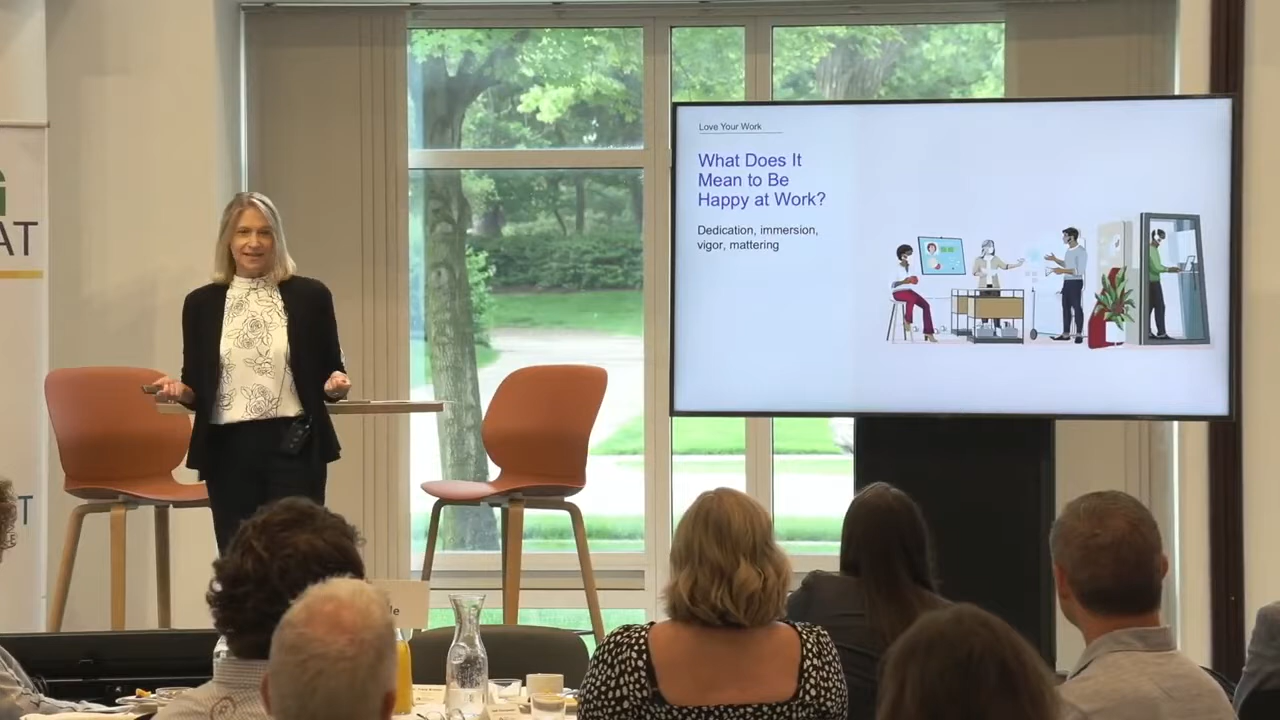 Love Your Work
What Does It
Mean to Be
Happy at Work?
Dedication, immersion,
vigor, mattering
G
AT
T
le